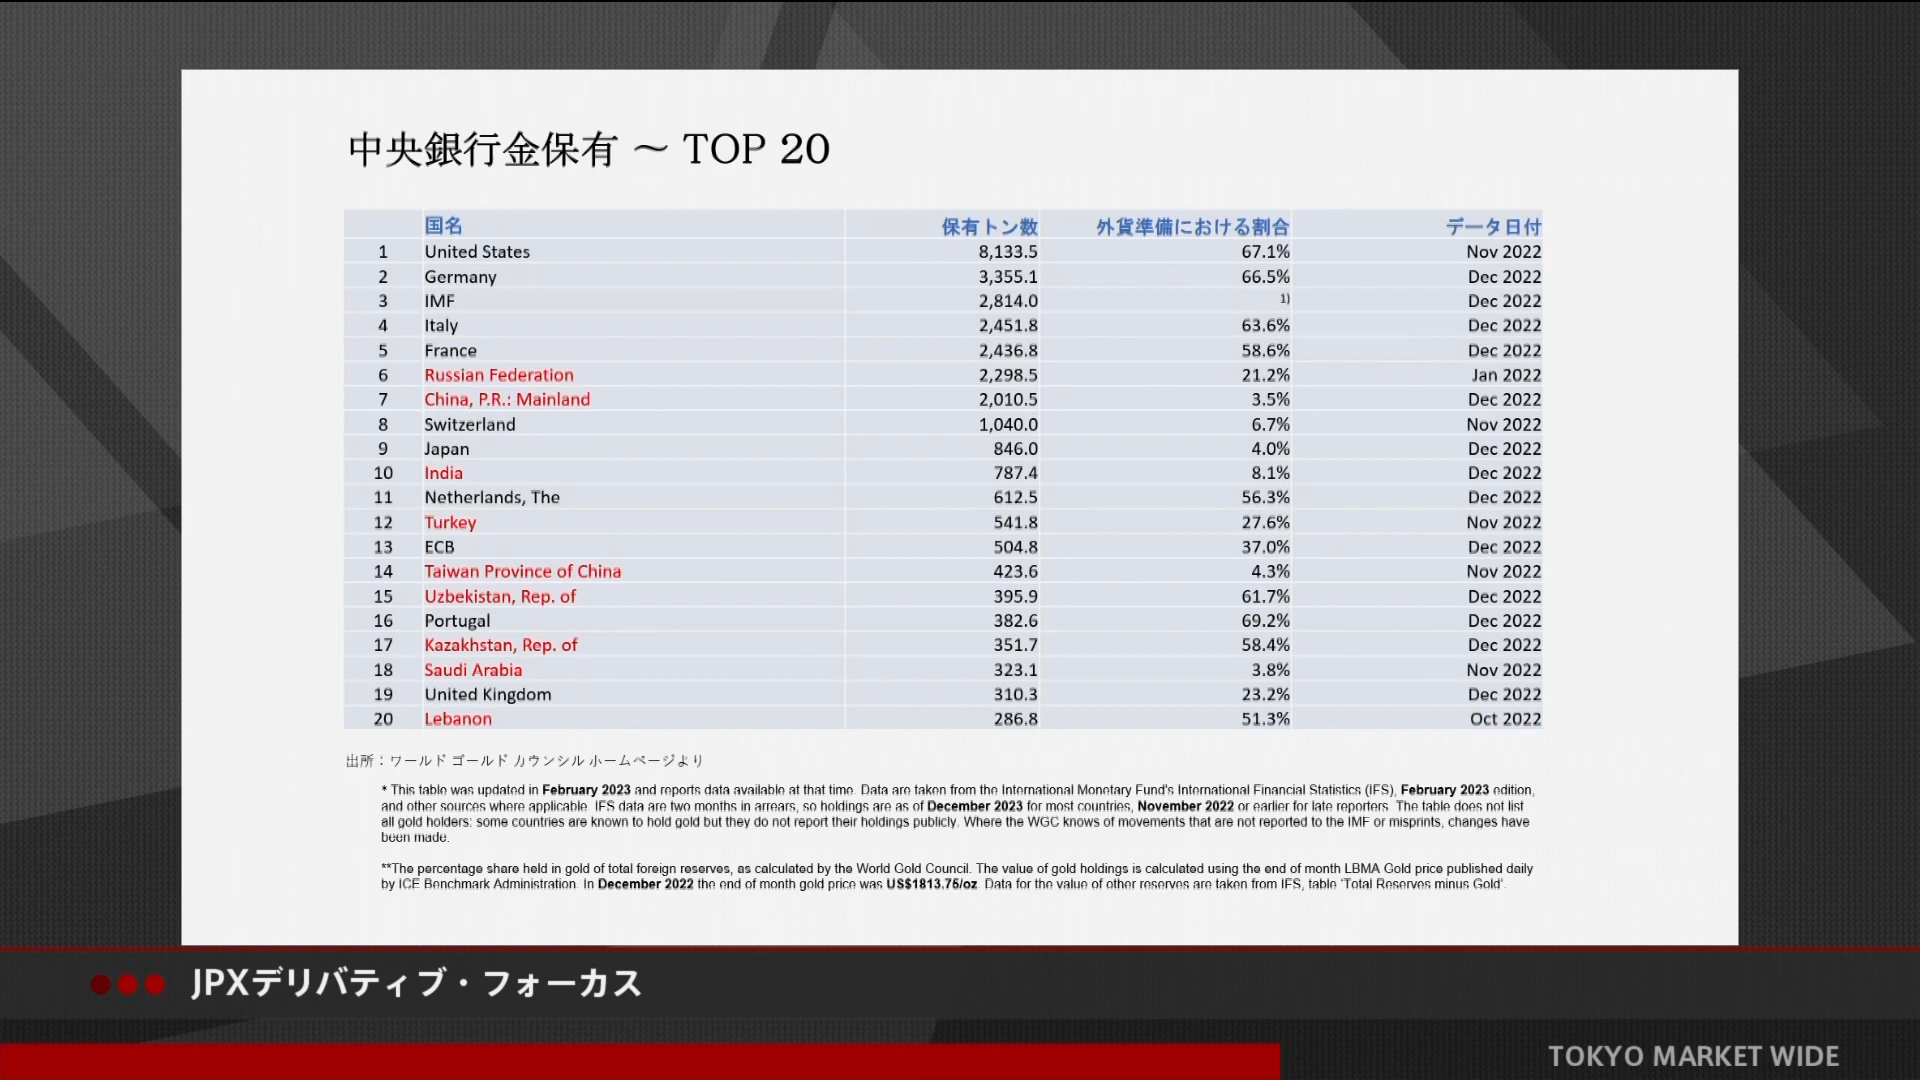 中央銀行金保有 ～ TOP 20
国名 保有トン数 外貨準備における割合 データ日付
1 United States 8,133.5 67.1% Nov 2022
2 Germany 3,355.1 66.5% Dec 2022
3 IMF 2,814.0 1) Dec 2022
4 Italy 2,451.8 63.6% Dec 2022
5 France 2,436.8 58.6% Dec 2022
6 Russian Federation 2,298.5 21.2% Jan 2022
7 China, P.R.: Mainland 2,010.5 3.5% Dec 2022
8 Switzerland 1,040.0 6.7% Nov 2022
9 Japan 846.0 4.0% Dec 2022
10 India 787.4 8.1% Dec 2022
11 Netherlands, The 612.5 56.3% Dec 2022
12 Turkey 541.8 27.6% Nov 2022
13 ECB 504.8 37.0% Dec 2022
14 Taiwan Province of China 423.6 4.3% Nov 2022
15 Uzbekistan, Rep. of 395.9 61.7% Dec 2022
16 Portugal 382.6 69.2% Dec 2022
17 Kazakhstan, Rep. of 351.7 58.4% Dec 2022
18 Saudi Arabia 323.1 3.8% Nov 2022
19 United Kingdom 310.3 23.2% Dec 2022
20 Lebanon 286.8 51.3% Oct 2022
出所：ワールド ゴールド カウンシル ホームページより
* This table was updated in February 2023 and reports data available at that time. Data are taken from the International Monetary Fund's International Financial Statistics (IFS), February 2023 edition,
and other sources where applicable. IFS data are two months in arrears, so holdings are as of December 2023 for most countries, November 2022 or earlier for late reporters. The table does not list
all gold holders: some countries are known to hold gold but they do not report their holdings publicly. Where the WGC knows of movements that are not reported to the IMF or misprints, changes have
been made.
**The percentage share held in gold of total foreign reserves, as calculated by the World Gold Council. The value of gold holdings is calculated using the end of month LBMA Gold price published daily
by ICE Benchmark Administration. In December 2022 the end of month gold price was US$1813.75/oz. Data for the value of other reserves are taken from IFS, table ‘Total Reserves minus Gold’.
JPXデリバティブ・フォーカス
TOKYO MARKET WIDE